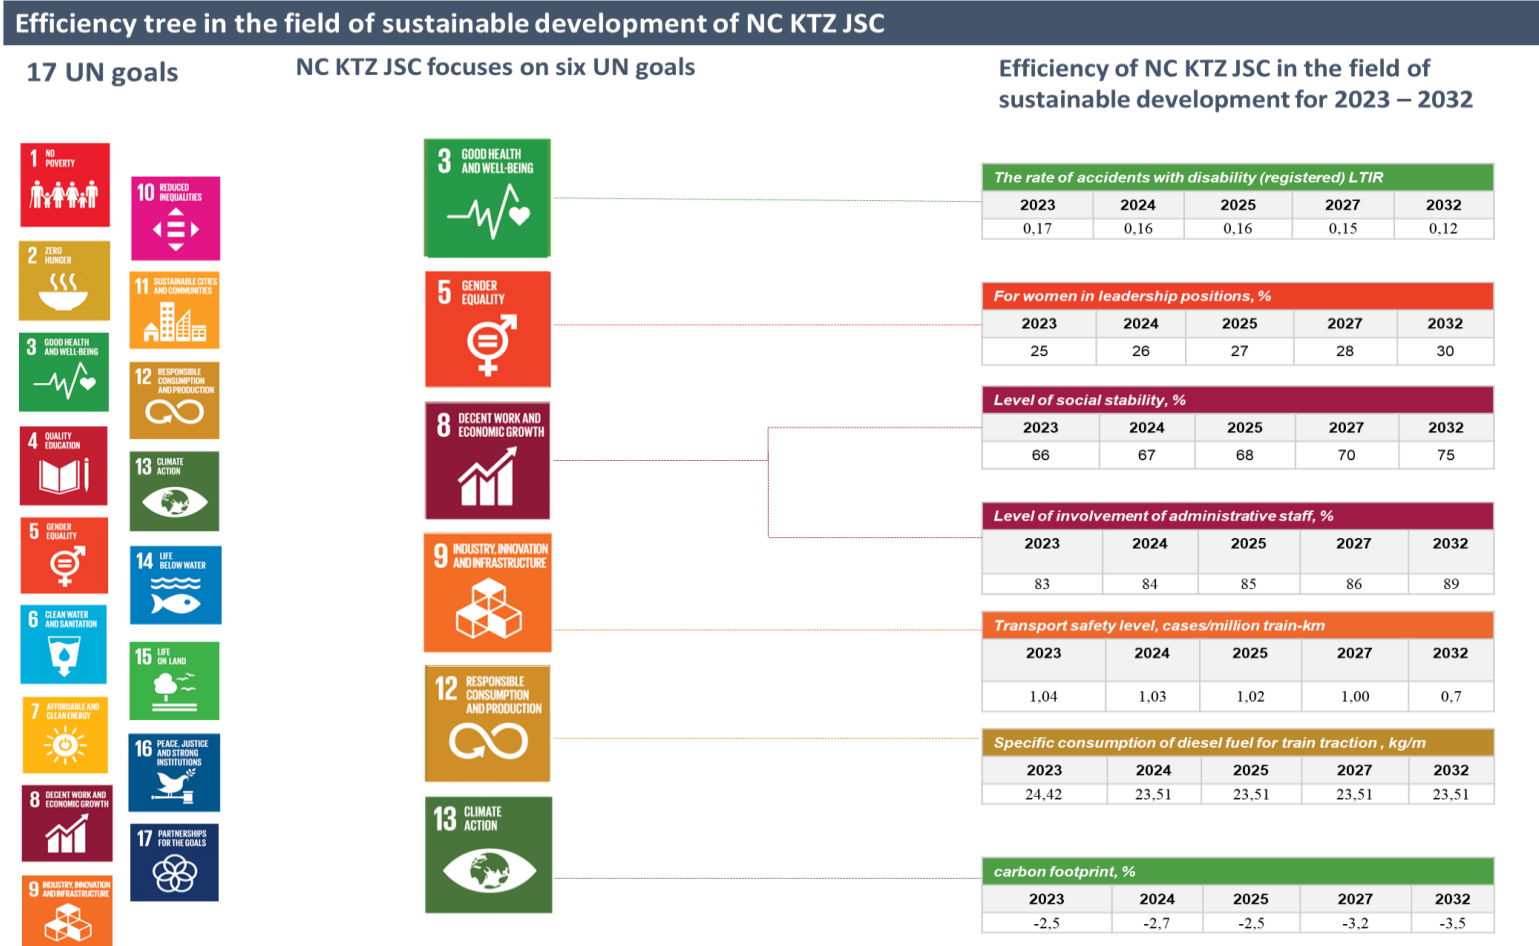 Efficiency tree in the field of sustainable development of NC KTZ JSC
17 UN goals
1 NO
POVERTY
2 ZERO
HUNGER
3 GOOD HEALTH
AND WELL-BEING
4 QUALITY
EDUCATION
5 GENDER
EQUALITY
6 CLEAN WATER
AND SANITATION
7 AFFORDABLE AND
CLEAN ENERGY
8 DECENT WORK AND
ECONOMIC GROWTH
9 INDUSTRY, INNOVATION
AND INFRASTRUCTURE
10 REDUCED
INEQUALITIES
11 SUSTAINABLE CITIES
AND COMMUNITIES
12 RESPONSIBLE
CONSUMPTION
AND PRODUCTION
13 CLIMATE
ACTION
14 LIFE
BELOW WATER
15 LIFE
ON LAND
16 PEACE, JUSTICE
AND STRONG
INSTITUTIONS
17 PARTNERSHIPS
FOR THE GOALS
NC KTZ JSC focuses on six UN goals
3 GOOD HEALTH
AND WELL-BEING
5 GENDER
EQUALITY
8 DECENT WORK AND
ECONOMIC GROWTH
9 INDUSTRY, INNOVATION
AND INFRASTRUCTURE
12 RESPONSIBLE
CONSUMPTION
AND PRODUCTION
13 CLIMATE
ACTION
Efficiency of NC KTZ JSC in the field of
sustainable development for 2023 – 2032
The rate of accidents with disability (registered) LTIR
2023 2024 2025 2027 2032
0,17 0,16 0,16 0,15 0,12
For women in leadership positions, %
2023 2024 2025 2027 2032
25 26 27 28 30
Level of social stability, %
2023 2024 2025 2027 2032
66 67 68 70 75
Level of involvement of administrative staff, %
2023 2024 2025 2027 2032
83 84 85 86 89
Transport safety level, cases/million train-km
2023 2024 2025 2027 2032
1,04 1,03 1,02 1,00 0,7
Specific consumption of diesel fuel for train traction , kg/m
2023 2024 2025 2027 2032
24,42 23,51 23,51 23,51 23,51
carbon footprint, %
2023 2024 2025 2027 2032
-2,5 -2,7 -2,5 -3,2 -3,5